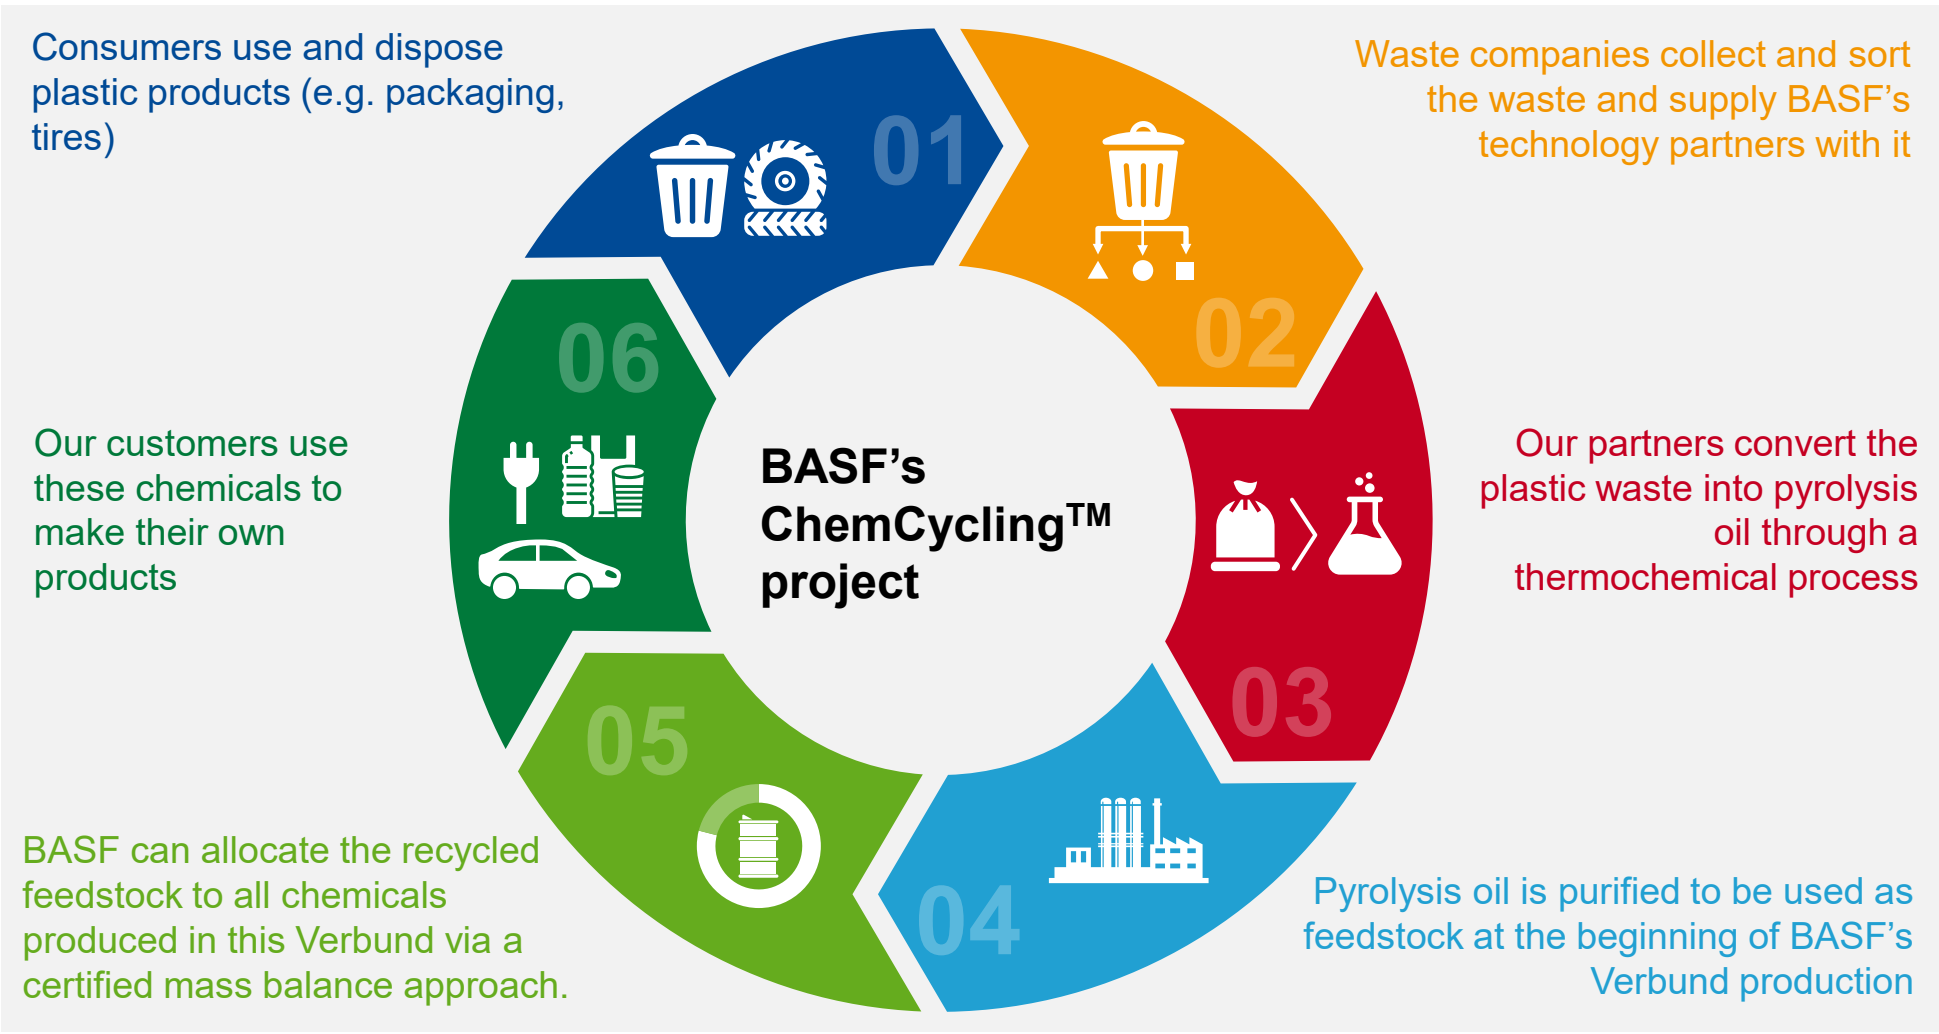 Consumers use and dispose
plastic products (e.g. packaging,
tires)
01
Waste companies collect and sort
the waste and supply BASF’s
technology partners with it
02
Our partners convert the
plastic waste into pyrolysis
oil through a
thermochemical process
03
Pyrolysis oil is purified to be used as
feedstock at the beginning of BASF’s
Verbund production
04
BASF can allocate the recycled
feedstock to all chemicals
produced in this Verbund via a
certified mass balance approach.
05
Our customers use
these chemicals to
make their own
products
06
BASF’s
ChemCycling™
project